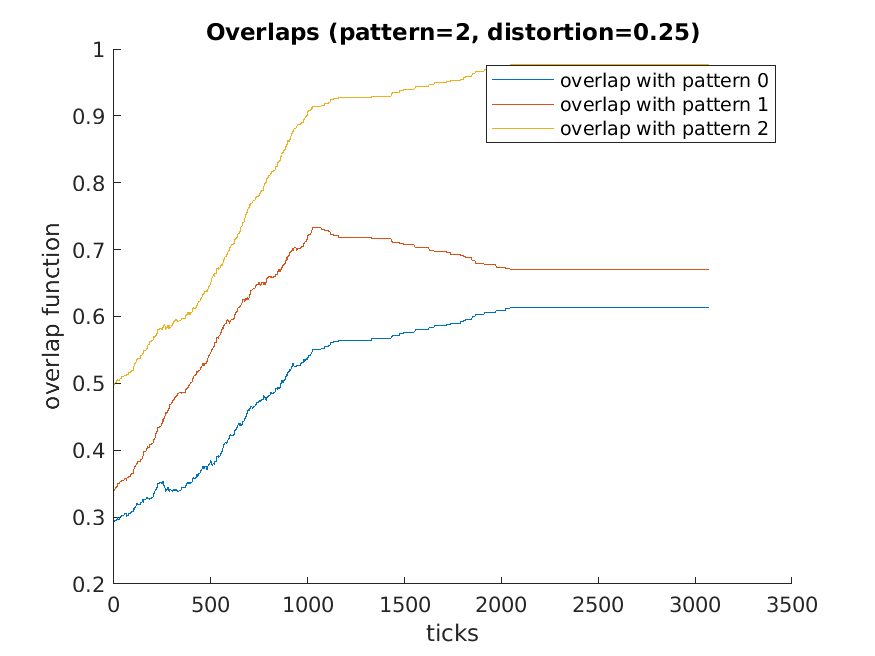 Overlaps (pattern=2, distortion=0.25)
1
0.9
0.8
0.7
0.6
0.5
0.4
0.3
0.2
overlap function
overlap with pattern 0
overlap with pattern 1
overlap with pattern 2
0 500 1000 1500 2000 2500 3000 3500
ticks